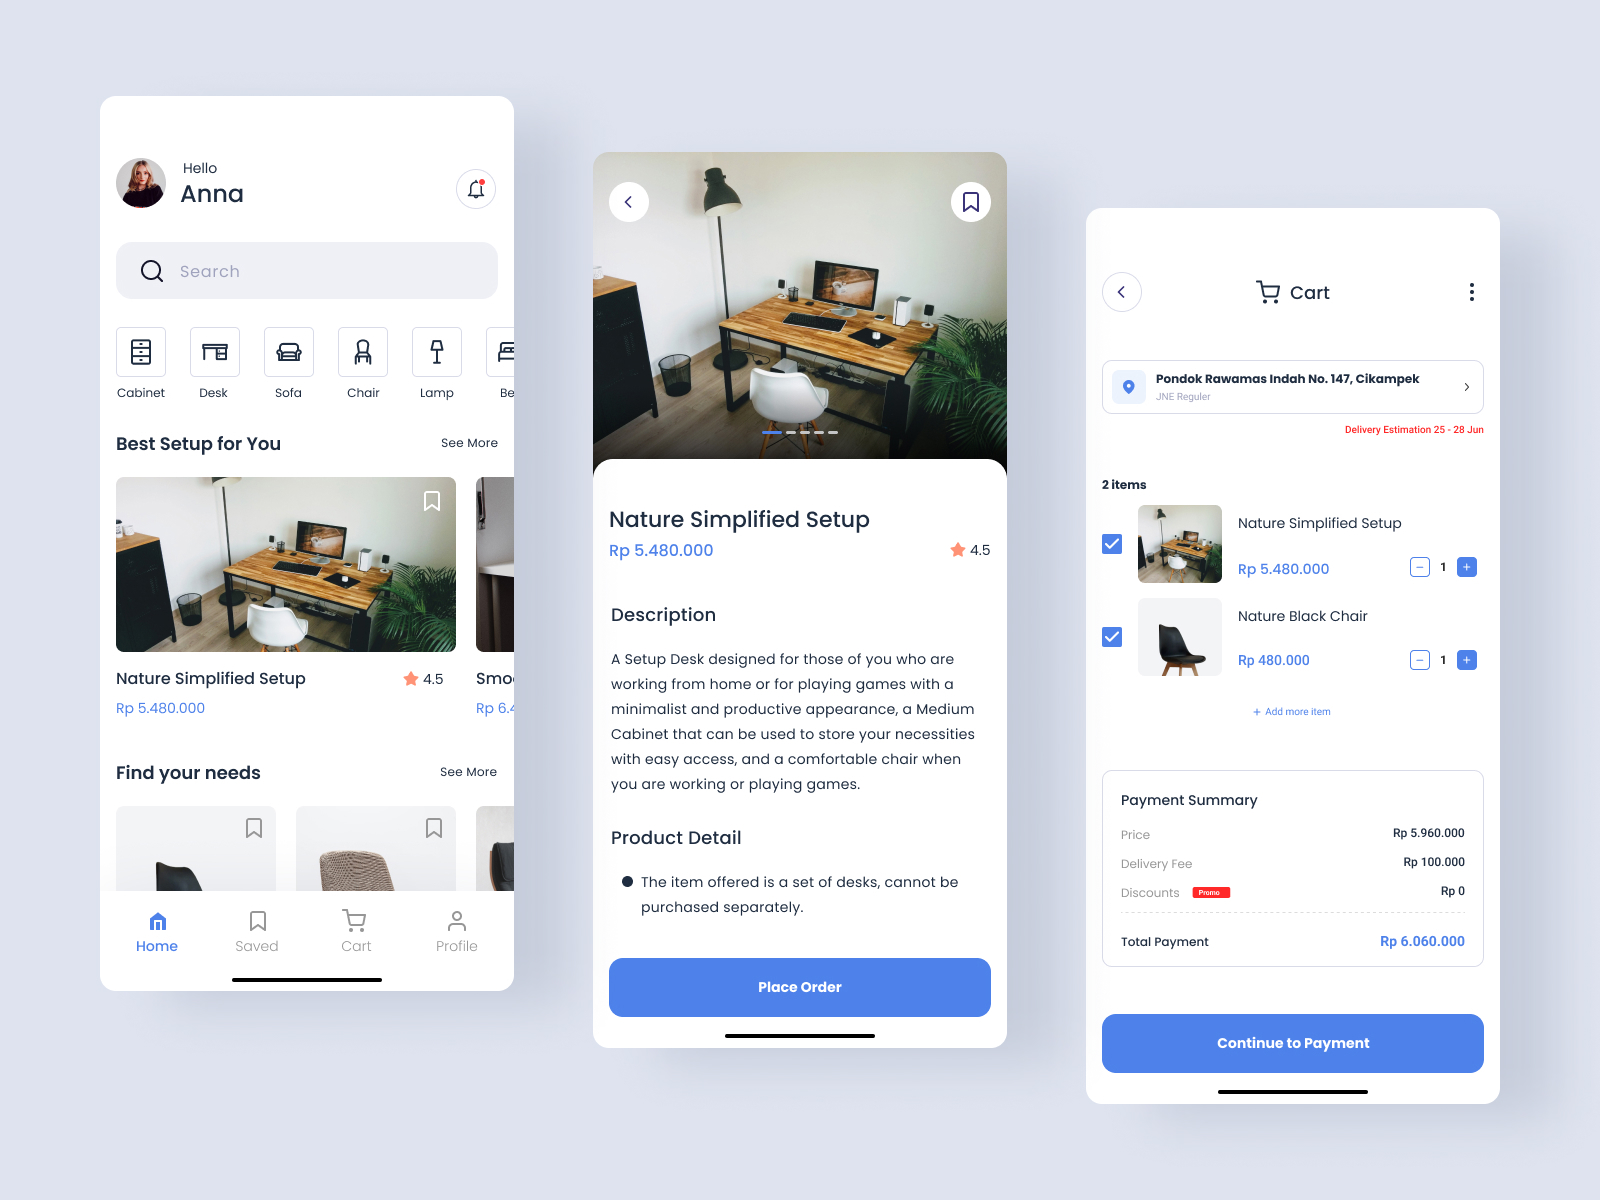 Hello
Anna
Search
Cabinet
Desk
Sofa
Chair
Lamp
Be
Best Setup for You
See More
Nature Simplified Setup
4.5
Smo
Rp 5.480.000
Rp 6.4
Find your needs
See More
Home
Saved
Cart
Profile
Nature Simplified Setup
Rp 5.480.000
4.5
Description
A Setup Desk designed for those of you who are
working from home or for playing games with a
minimalist and productive appearance, a Medium
Cabinet that can be used to store your necessities
with easy access, and a comfortable chair when
you are working or playing games.
Product Detail
The item offered is a set of desks, cannot be
purchased separately.
Place Order
Cart
Pondok Rawamas Indah No. 147, Cikampek
JNE Reguler
Delivery Estimation 25 - 28 Jun
2 items
Nature Simplified Setup
Rp 5.480.000
1
Nature Black Chair
Rp 480.000
1
+ Add more item
Payment Summary
Price
Rp 5.960.000
Delivery Fee
Rp 100.000
Discounts
Promo
Rp 0
Total Payment
Rp 6.060.000
Continue to Payment